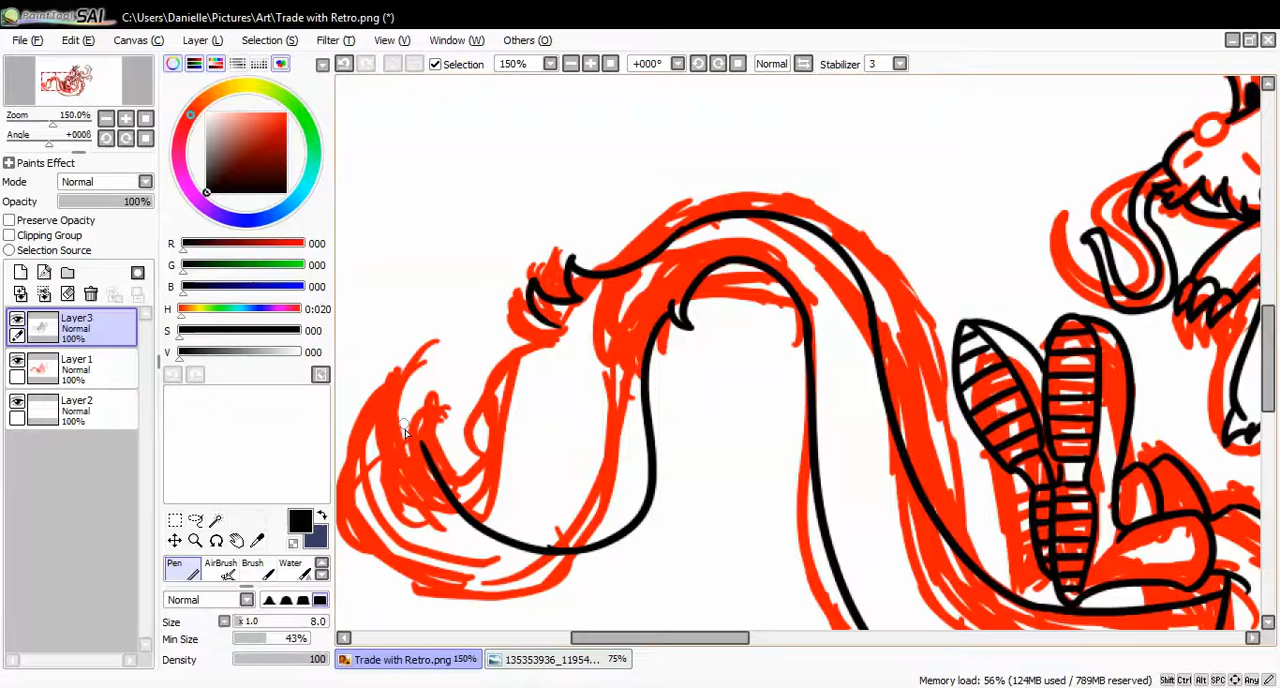 PaintTool SAI C:\Users\Danielle\Pictures\Art\Trade with Retro.png (*)
File (F) Edit (E) Canvas (C) Layer (L) Selection (S) Filter (T) View (V) Window (W) Others (O)
Selection 150% +000° Normal Stabilizer 3
Zoom 150.0%
Angle +000ß
Paints Effect
Mode Normal
Opacity 100%
Preserve Opacity
Clipping Group
Selection Source
Layer3
Normal
100%
Layer1
Normal
100%
Layer2
Normal
100%
R 000
G 000
B 000
H 0:020
S 000
V 000
Pen AirBrush Brush Water
Normal
Size x 1.0 8.0
Min Size 43%
Density 100
Trade with Retro.png 150% 135353936_11954... 75%
Memory load: 56% (124MB used / 789MB reserved) Shift Ctrl Alt SPC Any